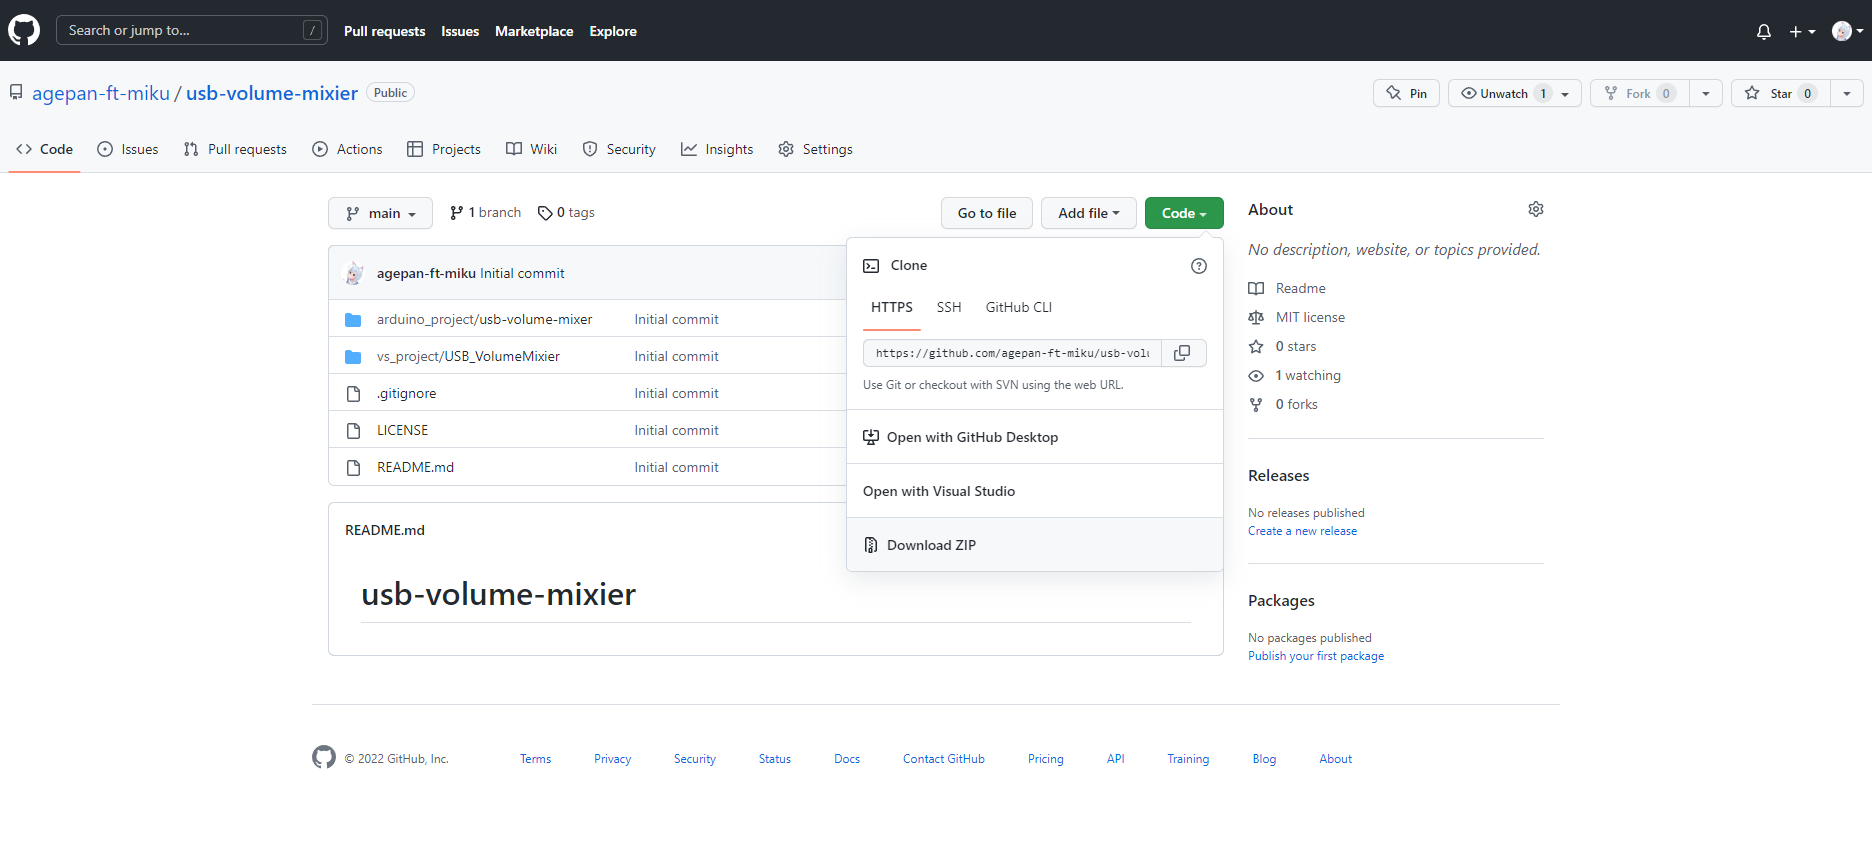 Search or jump to... / Pull requests Issues Marketplace Explore
agepan-ft-miku / usb-volume-mixier Public Pin Unwatch 1 Fork 0 Star 0
Code Issues Pull requests Actions Projects Wiki Security Insights Settings
main 1 branch 0 tags Go to file Add file Code
agepan-ft-miku Initial commit
arduino_project/usb-volume-mixer Initial commit
vs_project/USB_VolumeMixier Initial commit
.gitignore Initial commit
LICENSE Initial commit
README.md Initial commit
Clone
HTTPS SSH GitHub CLI
https://github.com/agepan-ft-miku/usb-volu
Use Git or checkout with SVN using the web URL.
Open with GitHub Desktop
Open with Visual Studio
Download ZIP
README.md
usb-volume-mixier
About
No description, website, or topics provided.
Readme
MIT license
0 stars
1 watching
0 forks
Releases
No releases published
Create a new release
Packages
No packages published
Publish your first package
© 2022 GitHub, Inc. Terms Privacy Security Status Docs Contact GitHub Pricing API Training Blog About